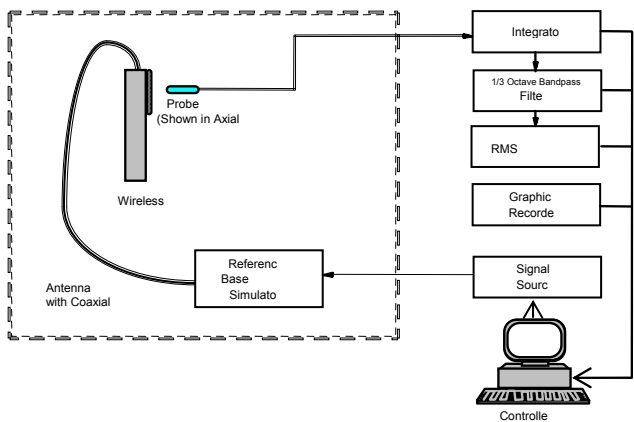 Integrato
1/3 Octave Bandpass
Filte
Probe
(Shown in Axial
RMS
Wireless
Graphic
Recorde
Referenc
Base
Simulato
Signal
Sourc
Antenna
with Coaxial
Controlle